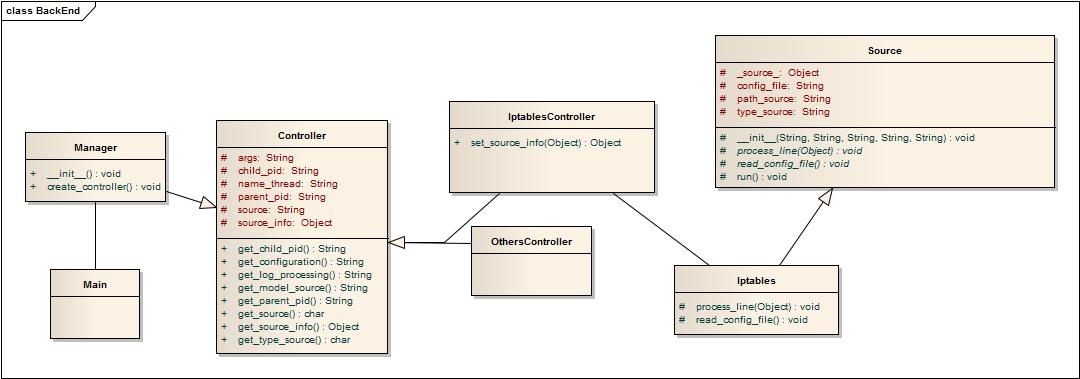 class BackEnd
Manager
+ __init__() : void
+ create_controller() : void
Main
Controller
# args: String
# child_pid: String
# name_thread: String
# parent_pid: String
# source: String
# source_info: Object
+ get_child_pid() : String
+ get_configuration() : String
+ get_log_processing() : String
+ get_model_source() : String
+ get_parent_pid() : String
+ get_source() : char
+ get_source_info() : Object
+ get_type_source() : char
IptablesController
+ set_source_info(Object) : Object
OthersController
Source
# _source_: Object
# config_file: String
# path_source: String
# type_source: String
# __init__(String, String, String, String, String) : void
# process_line(Object) : void
# read_config_file() : void
# run() : void
Iptables
# process_line(Object) : void
# read_config_file() : void